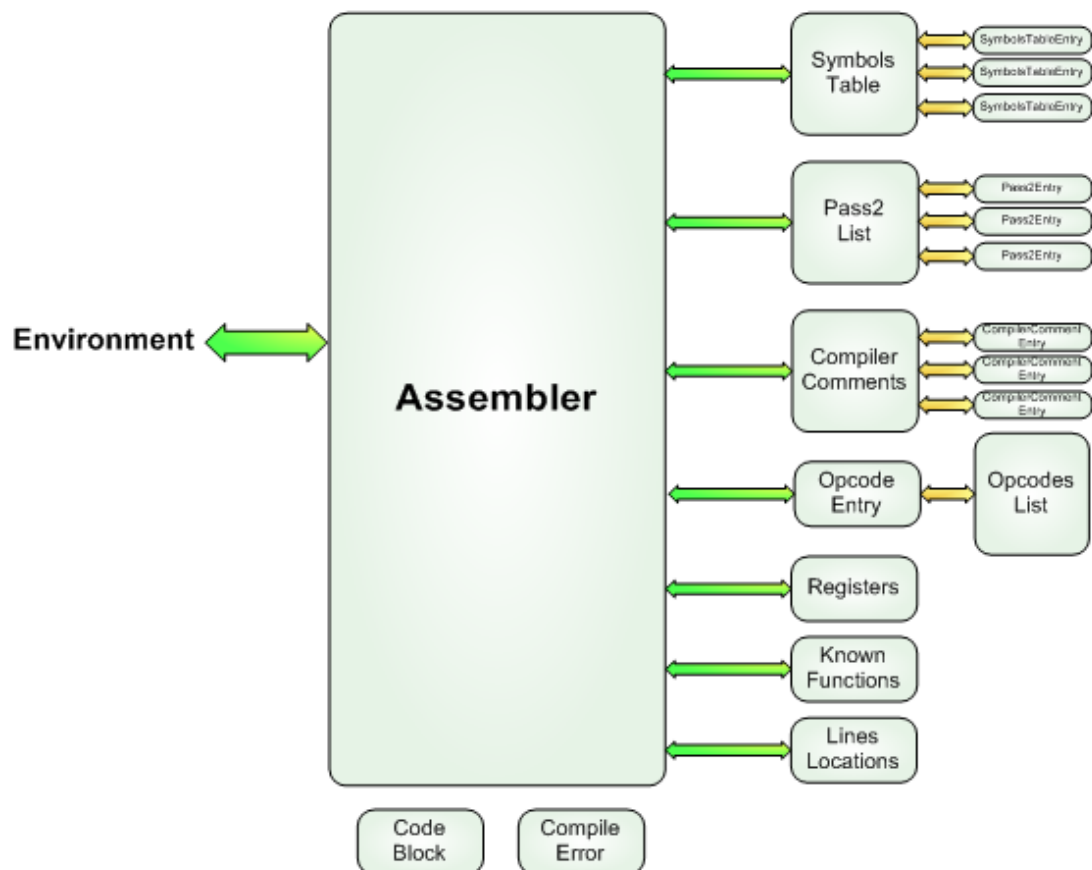 Symbols
Table
SymbolsTableEntry
SymbolsTableEntry
SymbolsTableEntry
Pass2
List
Pass2Entry
Pass2Entry
Pass2Entry
Environment
Assembler
Compiler
Comments
CompilerComment
Entry
CompilerComment
Entry
CompilerComment
Entry
Opcode
Entry
Opcodes
List
Registers
Known
Functions
Lines
Locations
Code
Block
Compile
Error